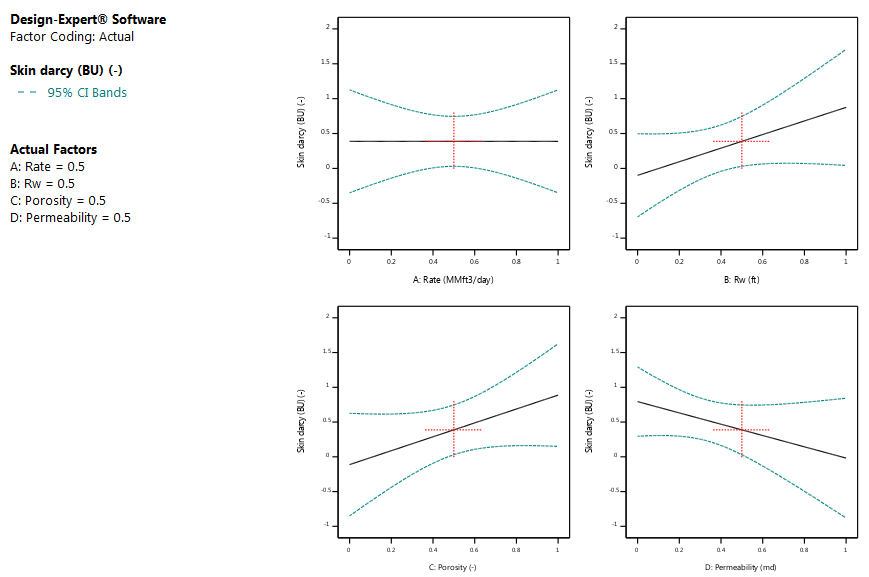 Design-Expert® Software
Factor Coding: Actual
Skin darcy (BU) (-)
95% CI Bands
Actual Factors
A: Rate = 0.5
B: Rw = 0.5
C: Porosity = 0.5
D: Permeability = 0.5
Skin darcy (BU) (-)
2
1.5
1
0.5
0
-0.5
-1
0 0.2 0.4 0.6 0.8 1
A: Rate (MMft3/day)
Skin darcy (BU) (-)
2
1.5
1
0.5
0
-0.5
-1
0 0.2 0.4 0.6 0.8 1
B: Rw (ft)
Skin darcy (BU) (-)
2
1.5
1
0.5
0
-0.5
-1
0 0.2 0.4 0.6 0.8 1
C: Porosity (-)
Skin darcy (BU) (-)
2
1.5
1
0.5
0
-0.5
-1
0 0.2 0.4 0.6 0.8 1
D: Permeability (md)